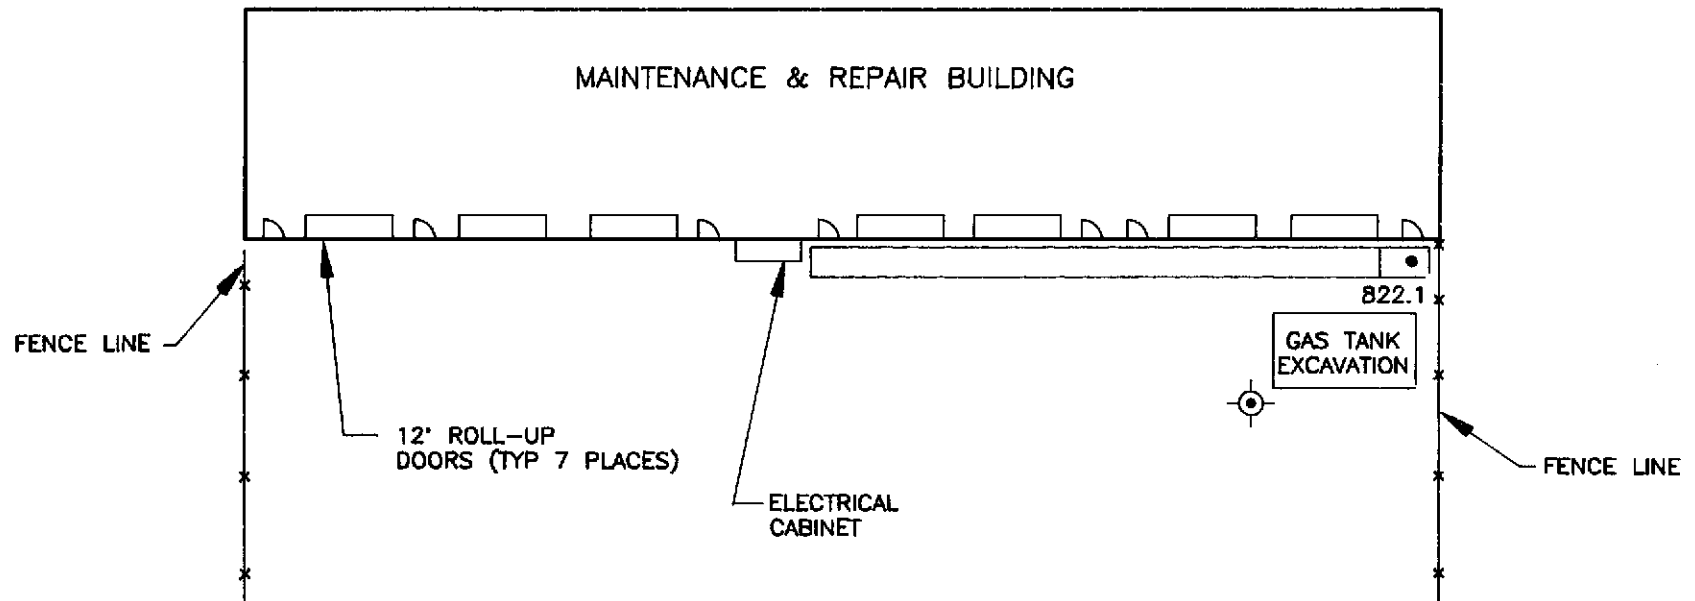 MAINTENANCE & REPAIR BUILDING
822.1
GAS TANK
EXCAVATION
FENCE LINE
12' ROLL-UP
DOORS (TYP 7 PLACES)
FENCE LINE
ELECTRICAL
CABINET